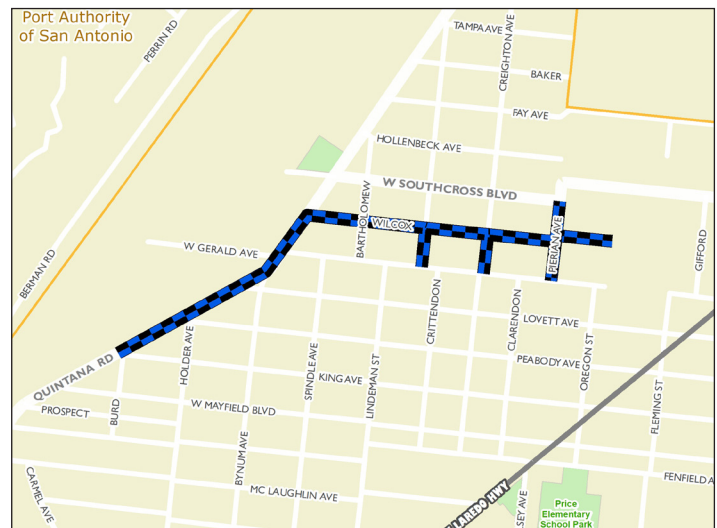 Port Authority
of San Antonio
PERRIN RD
TAMPA AVE
CREIGHTON AVE
BAKER
FAY AVE
HOLLENBECK AVE
W SOUTHCROSS BLVD
BARTHOLOMEW
WILCOX
PIERIAN AVE
GIFFORD
W GERALD AVE
BERMAN RD
CRITTENDON
CLARENDON
LOVETT AVE
PEABODY AVE
OREGON ST
HOLDER AVE
SPINDLE AVE
LINDEMAN ST
KING AVE
QUINTANA RD
FLEMING ST
PROSPECT
BURD
W MAYFIELD BLVD
BYNUM AVE
MC LAUGHLIN AVE
CARMEL AVE
LAREDO HWY
SEY AVE
FENFIELD A
Price
Elementary
School Park